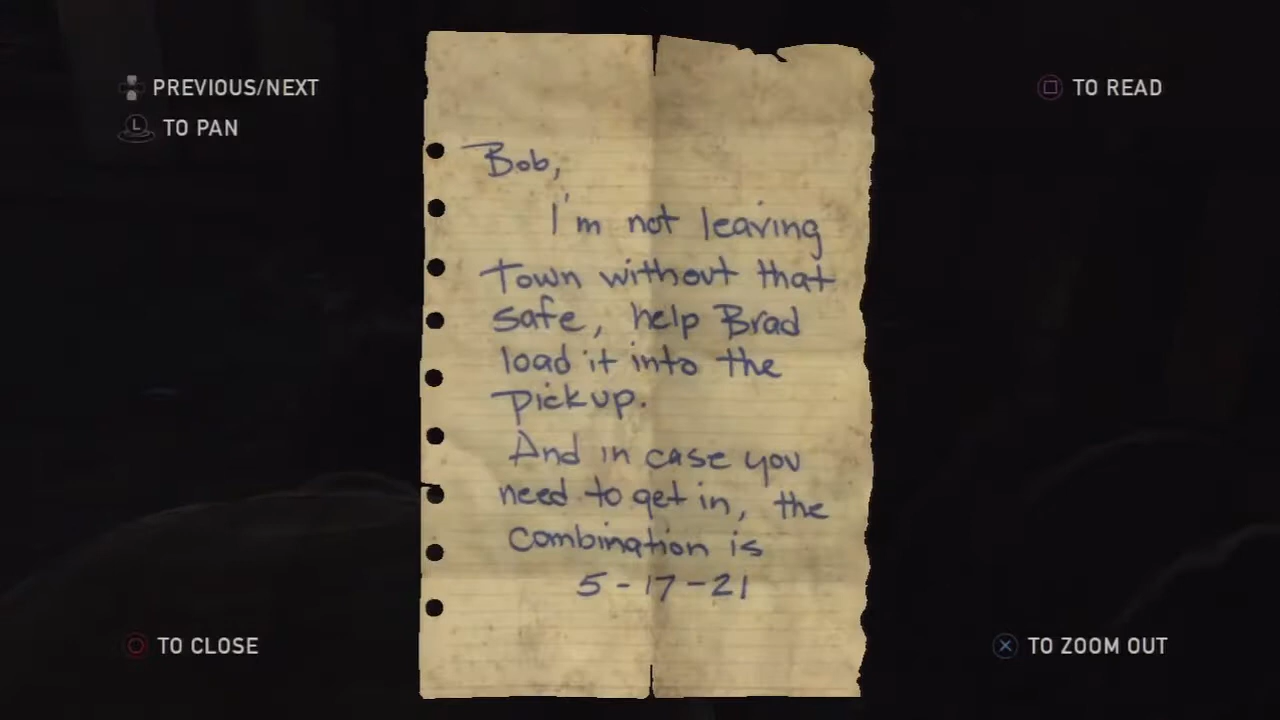 PREVIOUS/NEXT
L TO PAN
TO READ
Bob,
I'm not leaving
Town without that
safe, help Brad
load it into the
pickup.
And in case you
need to get in, the
combination is
5-17-21
TO CLOSE
TO ZOOM OUT